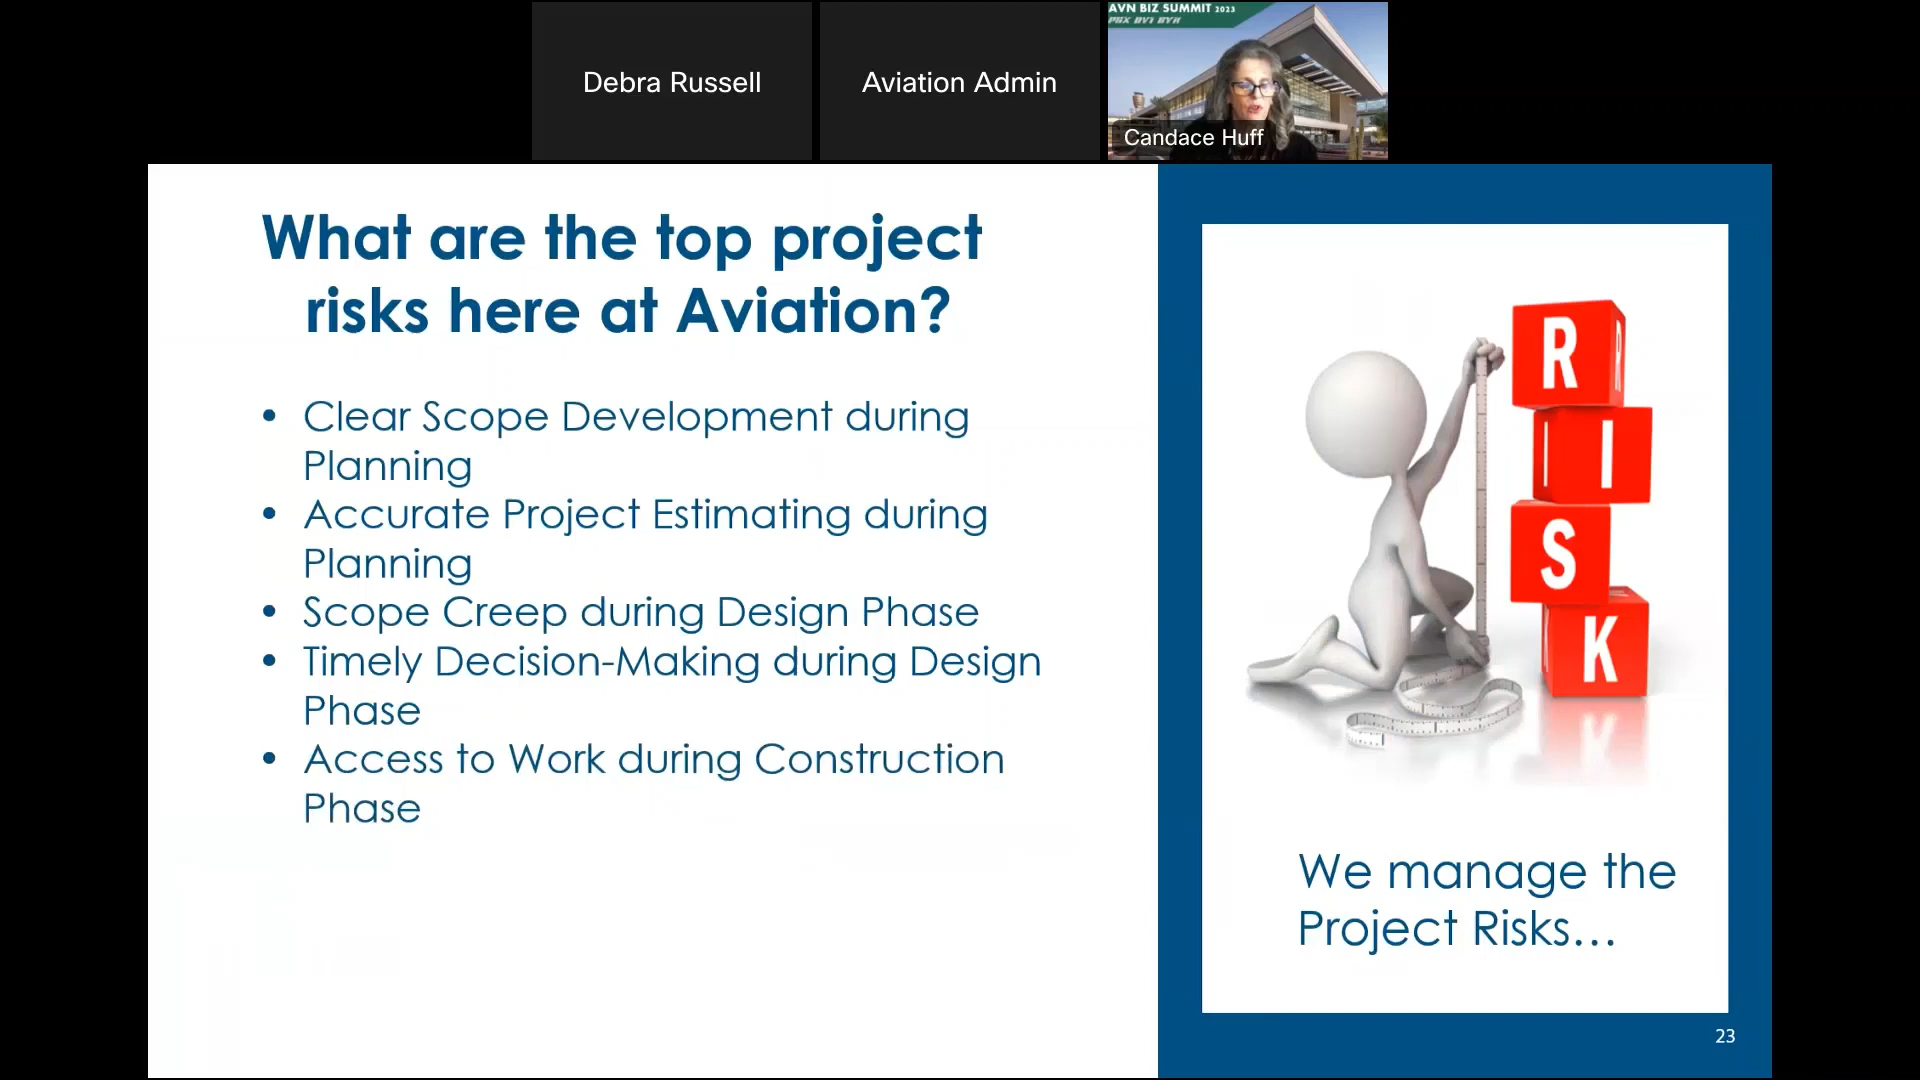 Debra Russell
Aviation Admin
AVN BIZ SUMMIT 2023
Candace Huff
What are the top project
risks here at Aviation?
• Clear Scope Development during
Planning
• Accurate Project Estimating during
Planning
• Scope Creep during Design Phase
• Timely Decision-Making during Design
Phase
• Access to Work during Construction
Phase
R
I
S
K
We manage the
Project Risks…
23